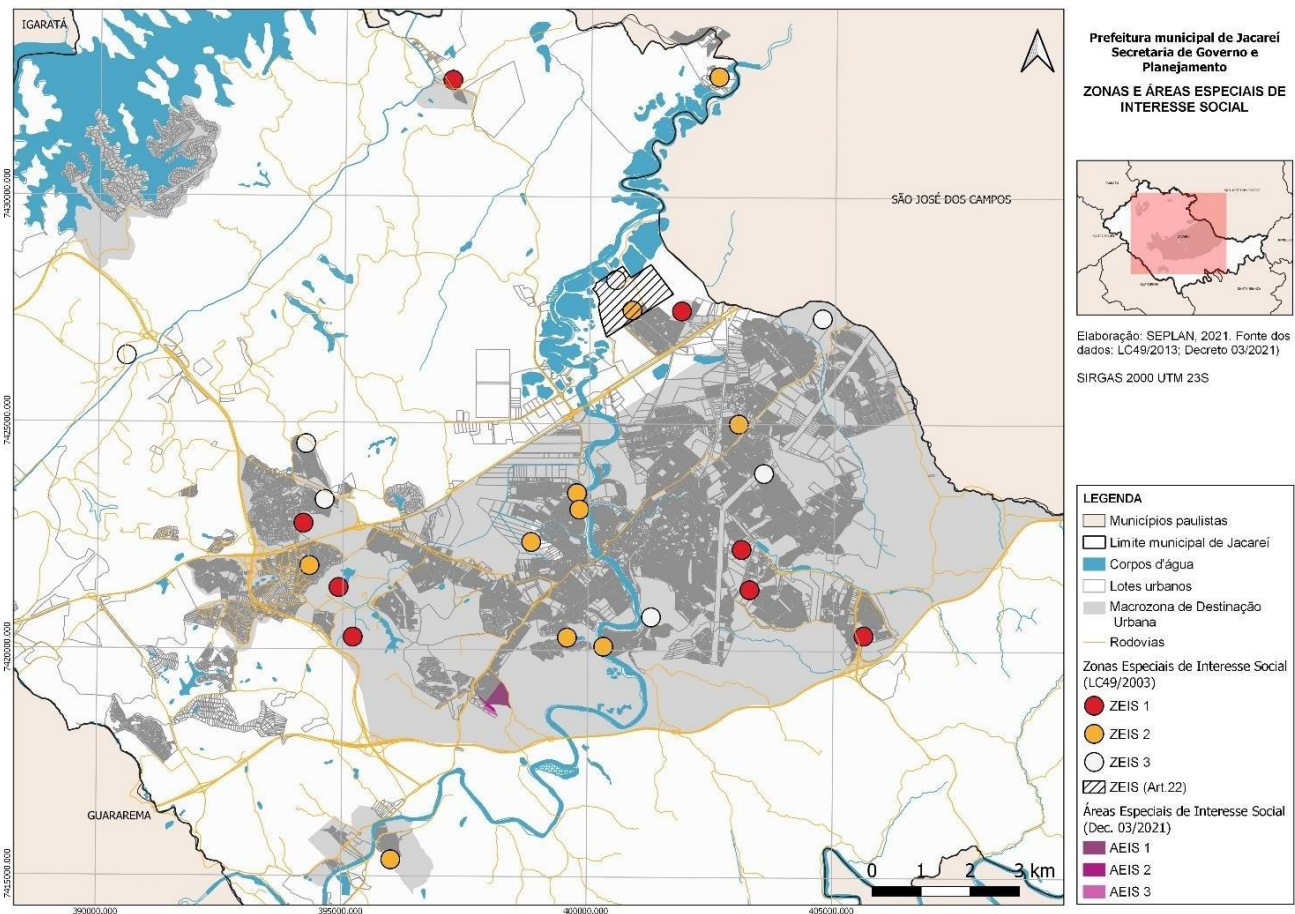 IGARATÁ
SÃO JOSÉ DOS CAMPOS
GUARAREMA
7430000.000
7425000.000
7420000.000
7415000.000
390000.000
395000.000
400000.000
405000.000
0 1 2 3 km
Prefeitura municipal de Jacareí
Secretaria de Governo e
Planejamento
ZONAS E ÁREAS ESPECIAIS DE
INTERESSE SOCIAL
Elaboração: SEPLAN, 2021. Fonte dos
dados: LC49/2013; Decreto 03/2021)
SIRGAS 2000 UTM 23S
LEGENDA
Municípios paulistas
Limite municipal de Jacareí
Corpos d'água
Lotes urbanos
Macrozona de Destinação
Urbana
Rodovias
Zonas Especiais de Interesse Social
(LC49/2003)
ZEIS 1
ZEIS 2
ZEIS 3
ZEIS (Art.22)
Áreas Especiais de Interesse Social
(Dec. 03/2021)
AEIS 1
AEIS 2
AEIS 3